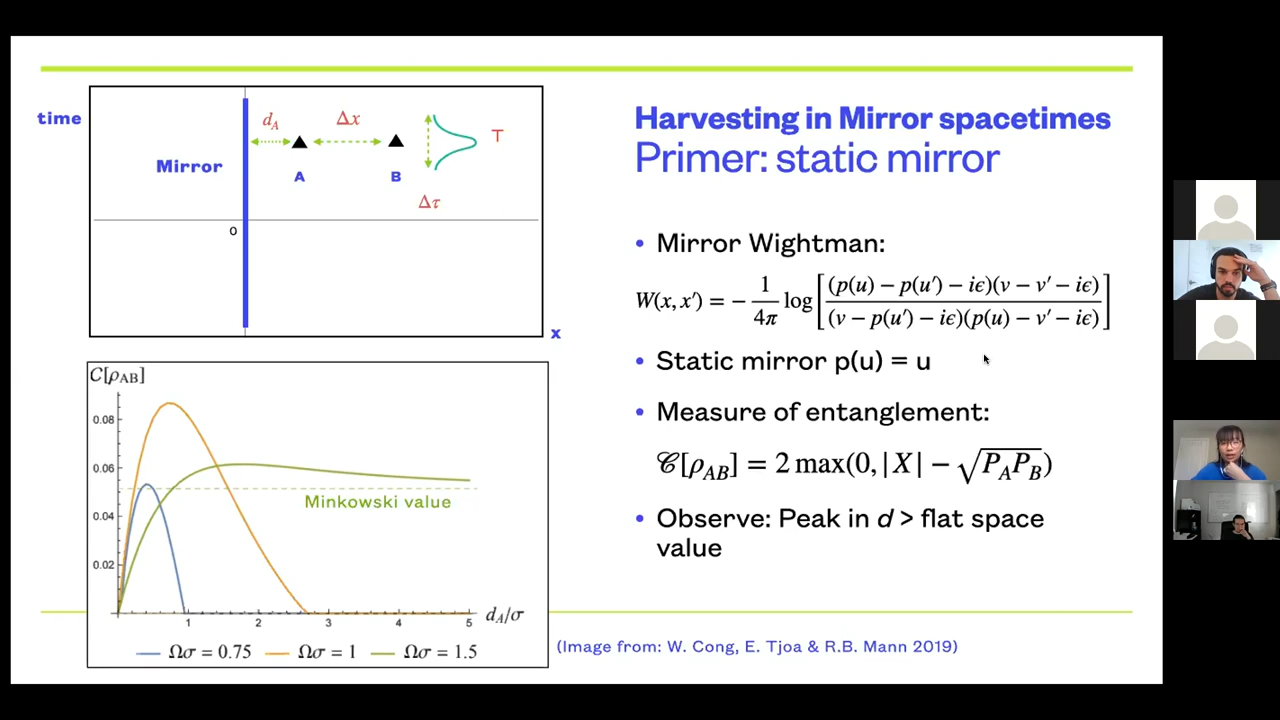 time
d_A
Δx
T
Mirror
A
B
Δτ
0
x
Harvesting in Mirror spacetimes
Primer: static mirror
• Mirror Wightman:
W(x, x′) = − 1/4π log [ (p(u) − p(u′) − iϵ)(v − v′ − iϵ) / (v − p(u′) − iϵ)(p(u) − v′ − iϵ) ]
• Static mirror p(u) = u
• Measure of entanglement:
𝒞[ρ_AB] = 2 max(0, |X| − √P_A P_B)
• Observe: Peak in d > flat space
value
C[ρ_AB]
0.08
0.06
0.04
0.02
Minkowski value
1 2 3 4 5
d_A/σ
Ωσ = 0.75 Ωσ = 1 Ωσ = 1.5
(Image from: W. Cong, E. Tjoa & R.B. Mann 2019)